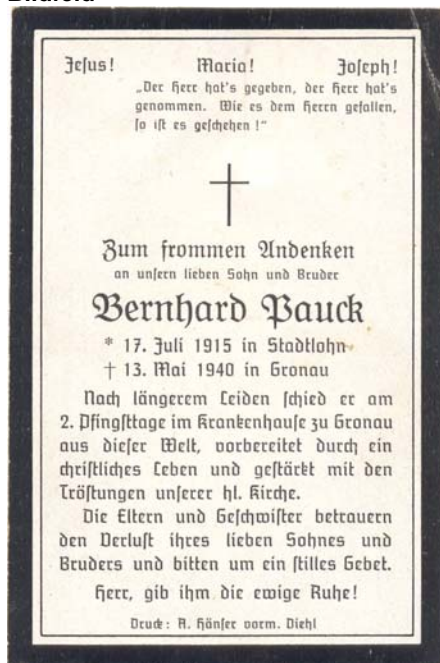 Jesus! Maria! Joseph!
„Der Herr hat's gegeben, der Herr hat's
genommen. Wie es dem Herrn gefallen,
so ist es geschehen!“
Zum frommen Andenken
an unsern lieben Sohn und Bruder
Bernhard Pauck
* 17. Juli 1915 in Stadtlohn
† 13. Mai 1940 in Gronau
Nach längerem Leiden schied er am
2. Pfingsttage im Krankenhause zu Gronau
aus dieser Welt, vorbereitet durch ein
christliches Leben und gestärkt mit den
Tröstungen unserer hl. Kirche.
Die Eltern und Geschwister betrauern
den Verlust ihres lieben Sohnes und
Bruders und bitten um ein stilles Gebet.
Herr, gib ihm die ewige Ruhe!
Druck: A. Hänser vorm. Diehl